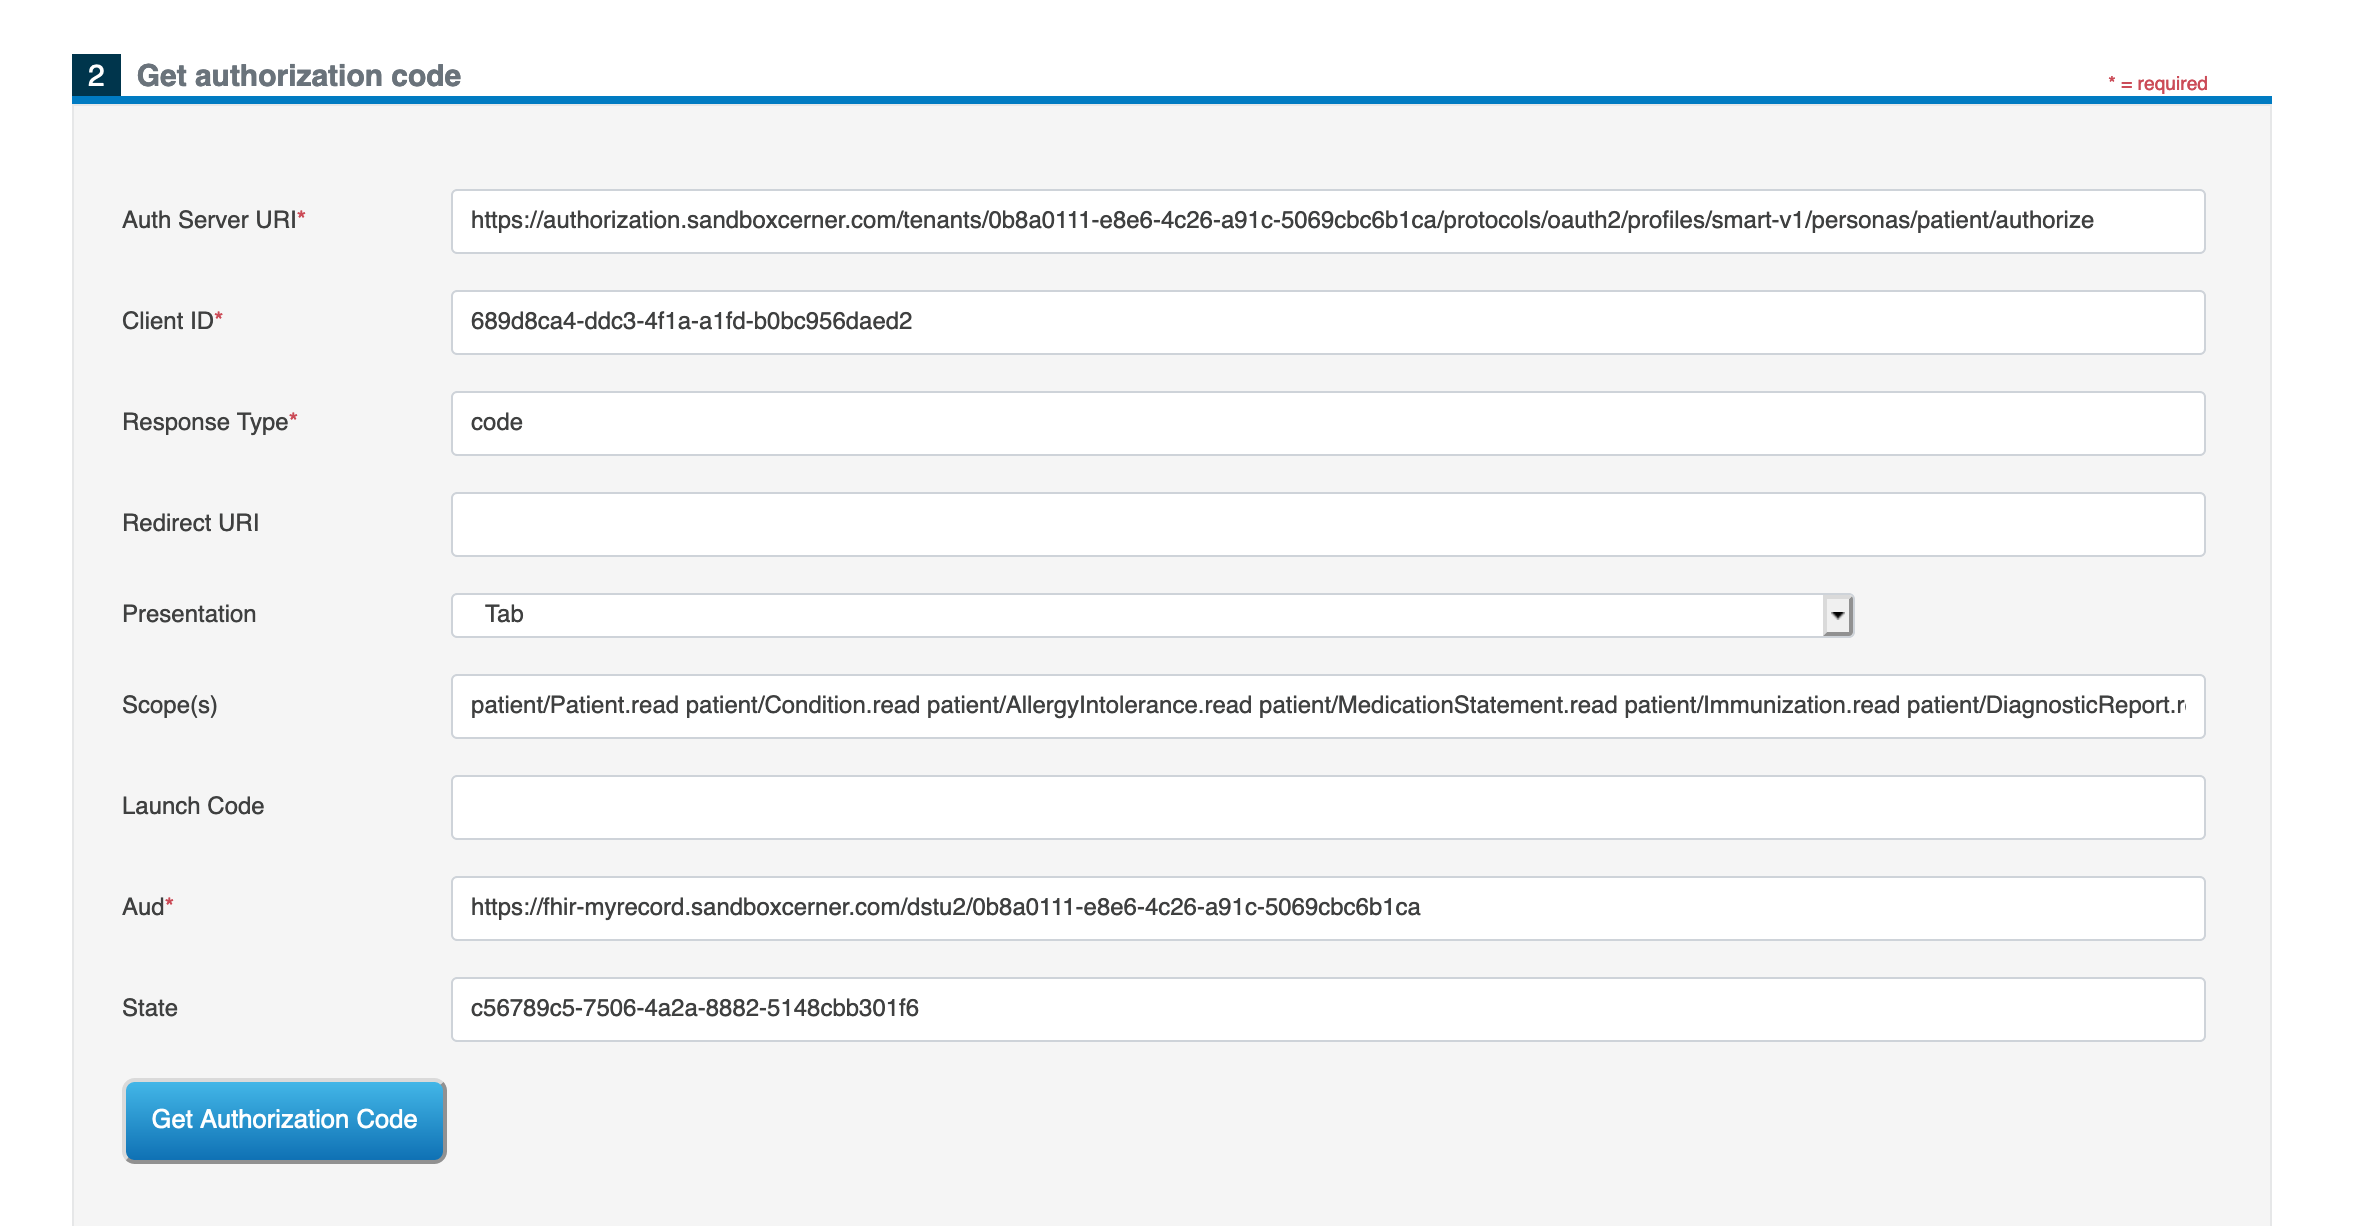 2 Get authorization code
* = required
Auth Server URI* https://authorization.sandboxcerner.com/tenants/0b8a0111-e8e6-4c26-a91c-5069cbc6b1ca/protocols/oauth2/profiles/smart-v1/personas/patient/authorize
Client ID* 689d8ca4-ddc3-4f1a-a1fd-b0bc956daed2
Response Type* code
Redirect URI
Presentation Tab
Scope(s) patient/Patient.read patient/Condition.read patient/AllergyIntolerance.read patient/MedicationStatement.read patient/Immunization.read patient/DiagnosticReport.r
Launch Code
Aud* https://fhir-myrecord.sandboxcerner.com/dstu2/0b8a0111-e8e6-4c26-a91c-5069cbc6b1ca
State c56789c5-7506-4a2a-8882-5148cbb301f6
Get Authorization Code